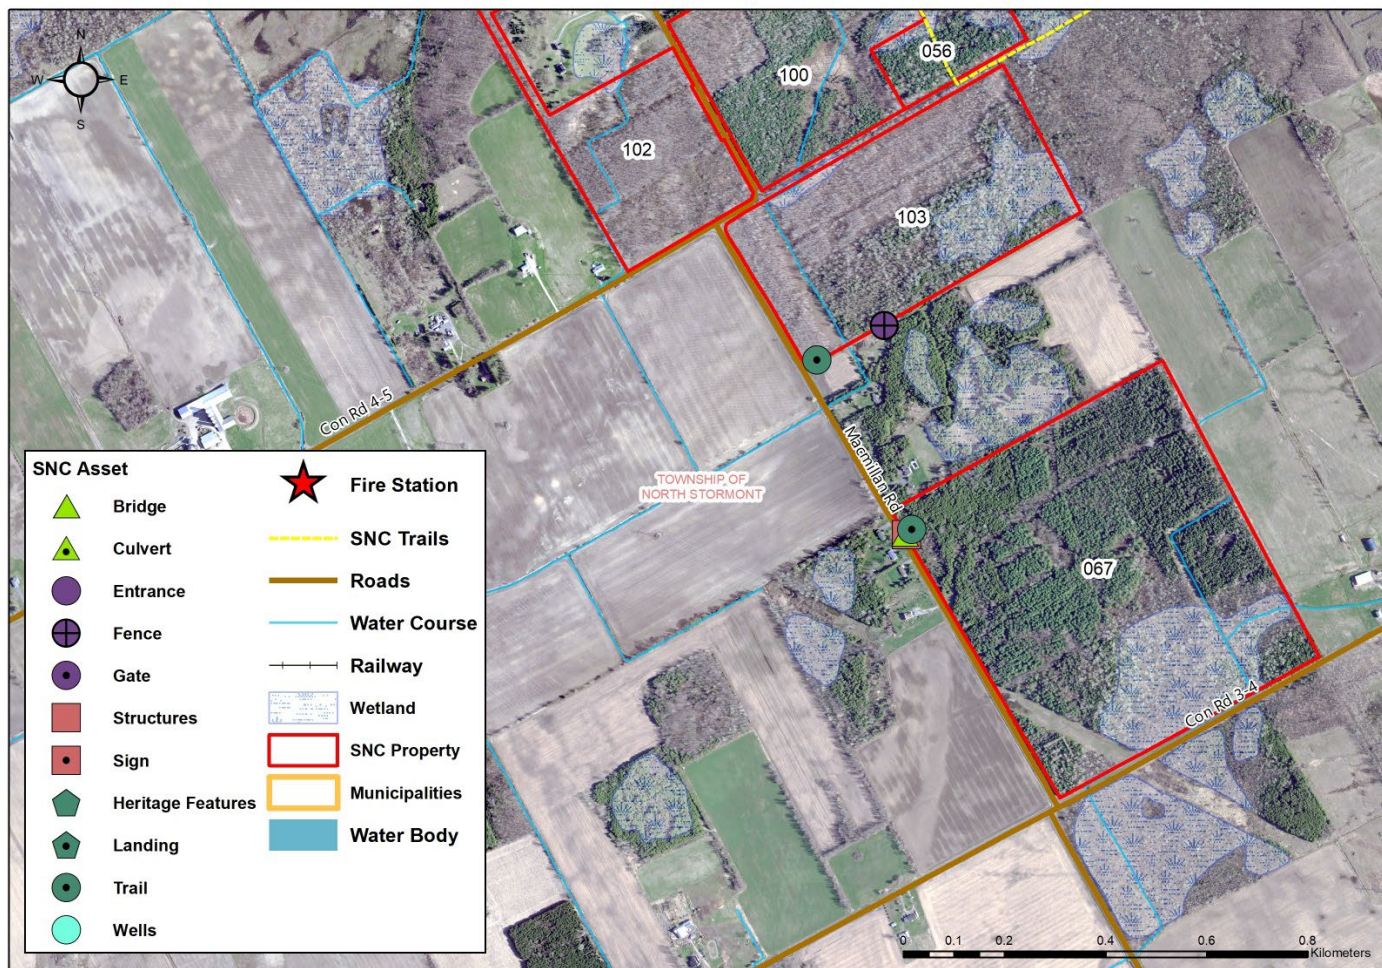 N
W E
S
056
100
102
103
Con Rd 4-5
Macmillan Rd
TOWNSHIP OF
NORTH STORMONT
067
Con Rd 3-4
SNC Asset
Bridge
Culvert
Entrance
Fence
Gate
Structures
Sign
Heritage Features
Landing
Trail
Wells
Fire Station
SNC Trails
Roads
Water Course
Railway
Wetland
SNC Property
Municipalities
Water Body
0 0.1 0.2 0.4 0.6 0.8
Kilometers